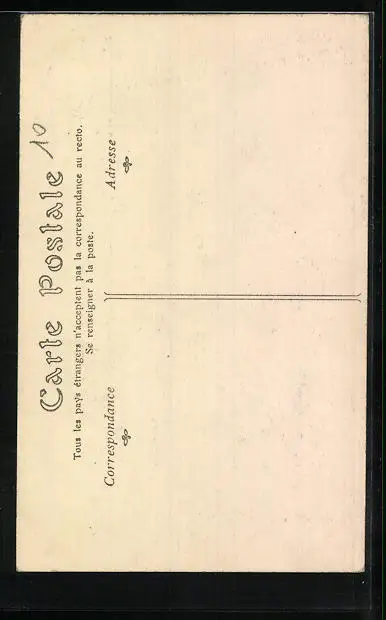 Carte Postale 10
Tous les pays étrangers n'acceptent pas la correspondance au recto.
Se renseigner à la poste.
Correspondance
Adresse